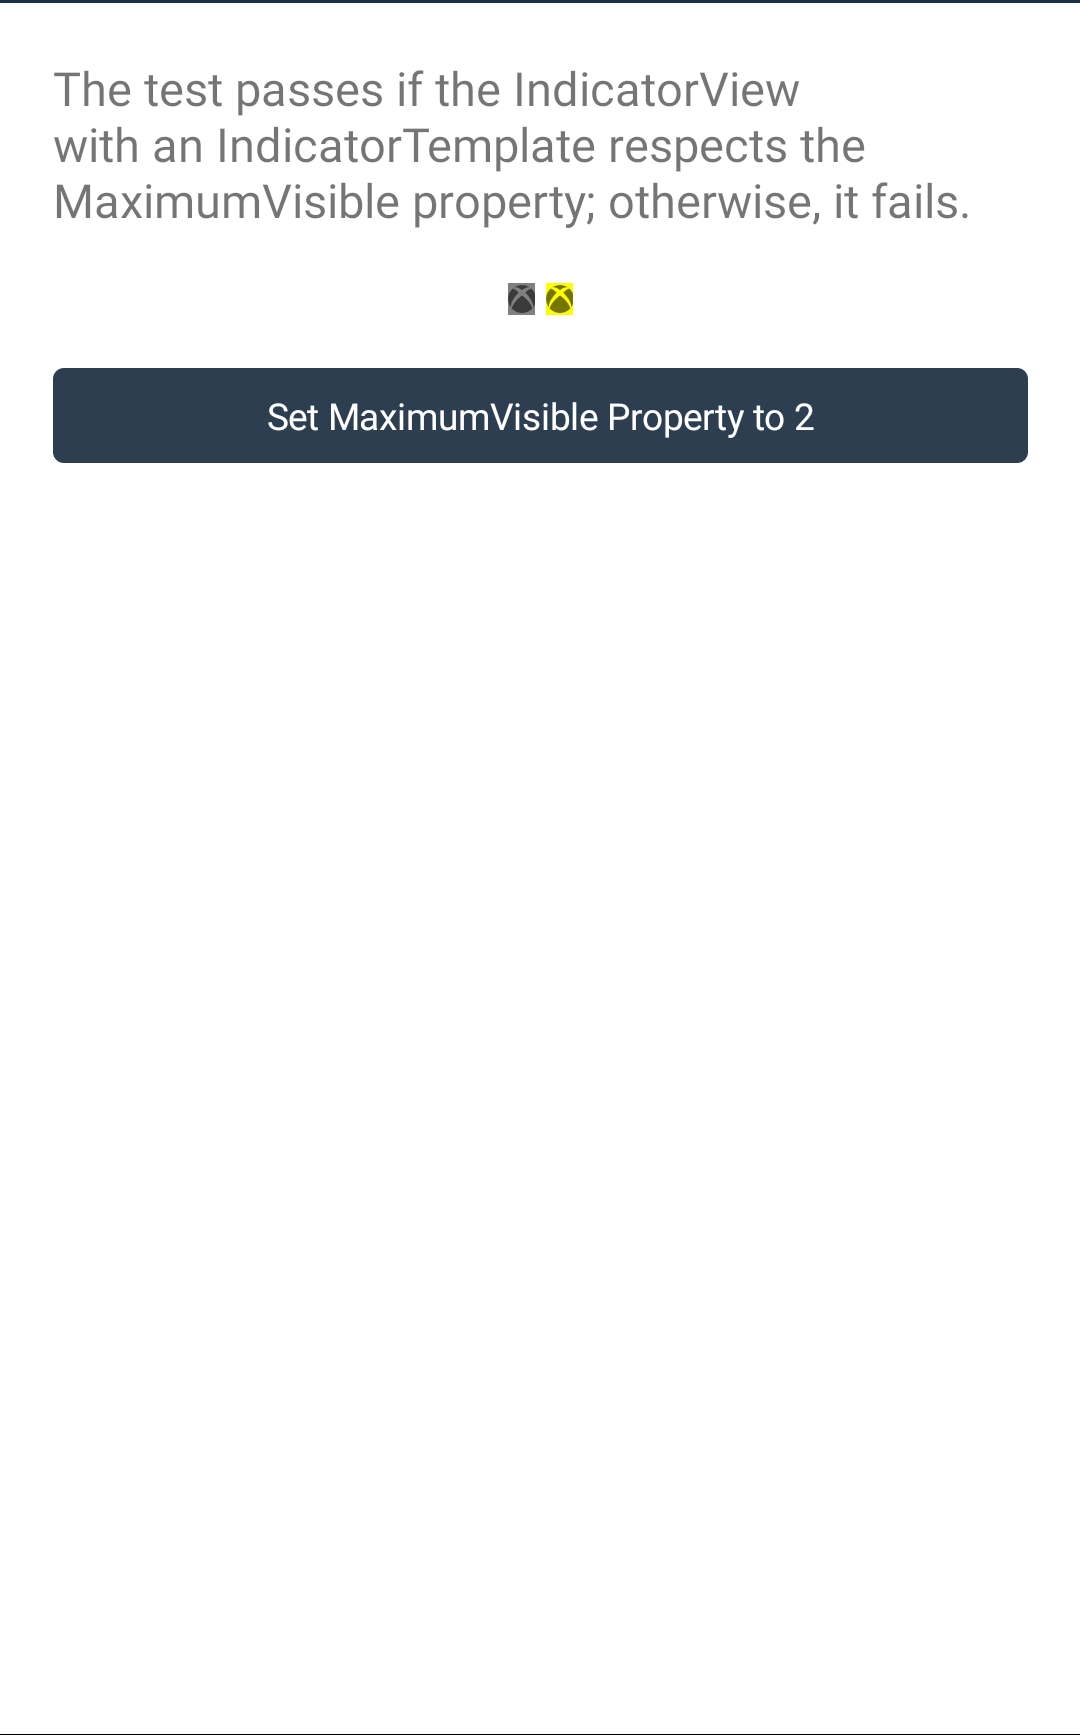 The test passes if the IndicatorView
with an IndicatorTemplate respects the
MaximumVisible property; otherwise, it fails.
Set MaximumVisible Property to 2